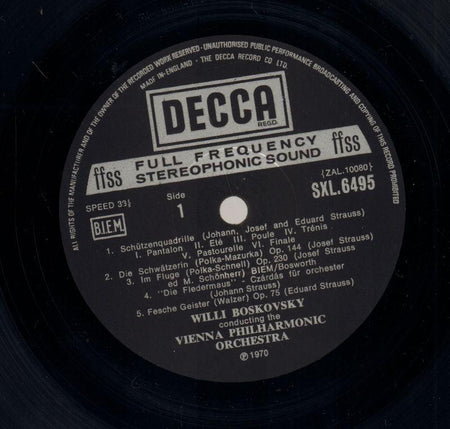 ALL RIGHTS OF THE MANUFACTURER AND OF THE OWNER OF THE RECORDED WORK RESERVED · UNAUTHORISED PUBLIC PERFORMANCE BROADCASTING AND COPYING OF THIS RECORD PROHIBITED
MADE IN ENGLAND · THE DECCA RECORD CO LTD.
DECCA
REGD.
ffss FULL FREQUENCY ffss
STEREOPHONIC SOUND
SPEED 33⅓
Side
1
(ZAL.10080)
SXL.6495
B.I.E.M.
1. Schützenquadrille (Johann, Josef and Eduard Strauss)
I. Pantalon II. Eté III. Poule IV. Trénis
V. Pastourelle VI. Finale
2. Die Schwätzerin (Polka-Mazurka) Op. 144 (Josef Strauss)
3. Im Fluge (Polka-Schnell) Op. 230 (Josef Strauss)
ed M. Schönherr) BIEM/Bosworth
4. "Die Fledermaus" - Czárdás für orchester
(Johann Strauss)
5. Fesche Geister (Walzer) Op. 75 (Eduard Strauss)
WILLI BOSKOVSKY
conducting the
VIENNA PHILHARMONIC
ORCHESTRA
℗ 1970